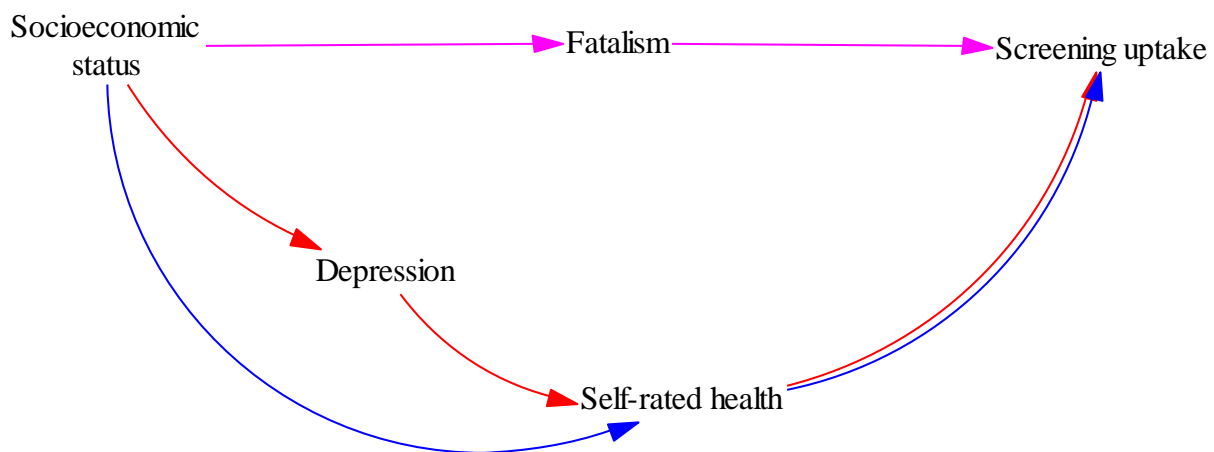 Socioeconomic
status
Fatalism
Screening uptake
Depression
Self-rated health